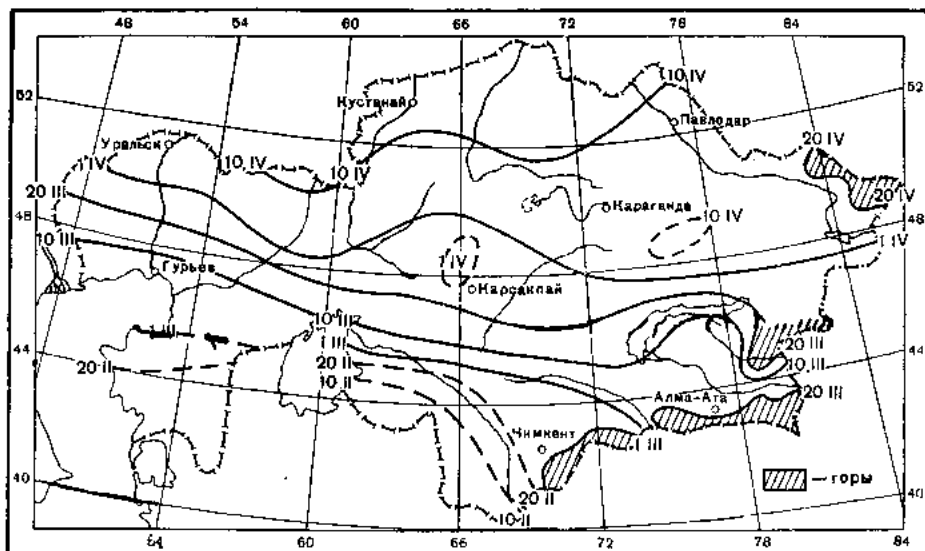 48 54 60 66 72 78 84
52 52
10 IV
Кустанай
Павлодар
Уральск
20 IV
1 IV
10 IV 10 IV
20 III
Караганда
20 IV
48 48
10 IV
10 III
1 IV
Гурьев
1 IV
Карсакпай
10 III
1 III
1 III
44 44
20 II
20 II
10 II
10 III
20 III
Алма-Ата
Чимкент
1 III
— горы
40 40
20 II
10 II
54 60 66 72 78 84